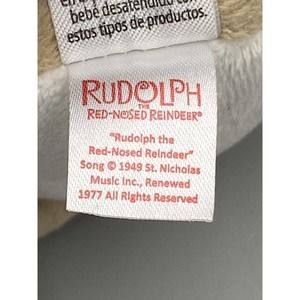 bebé desatendido con
estos tipos de productos.
RUDOLPH
THE
RED-NOSED REINDEER®
"Rudolph the
Red-Nosed Reindeer"
Song © 1949 St. Nicholas
Music Inc., Renewed
1977 All Rights Reserved